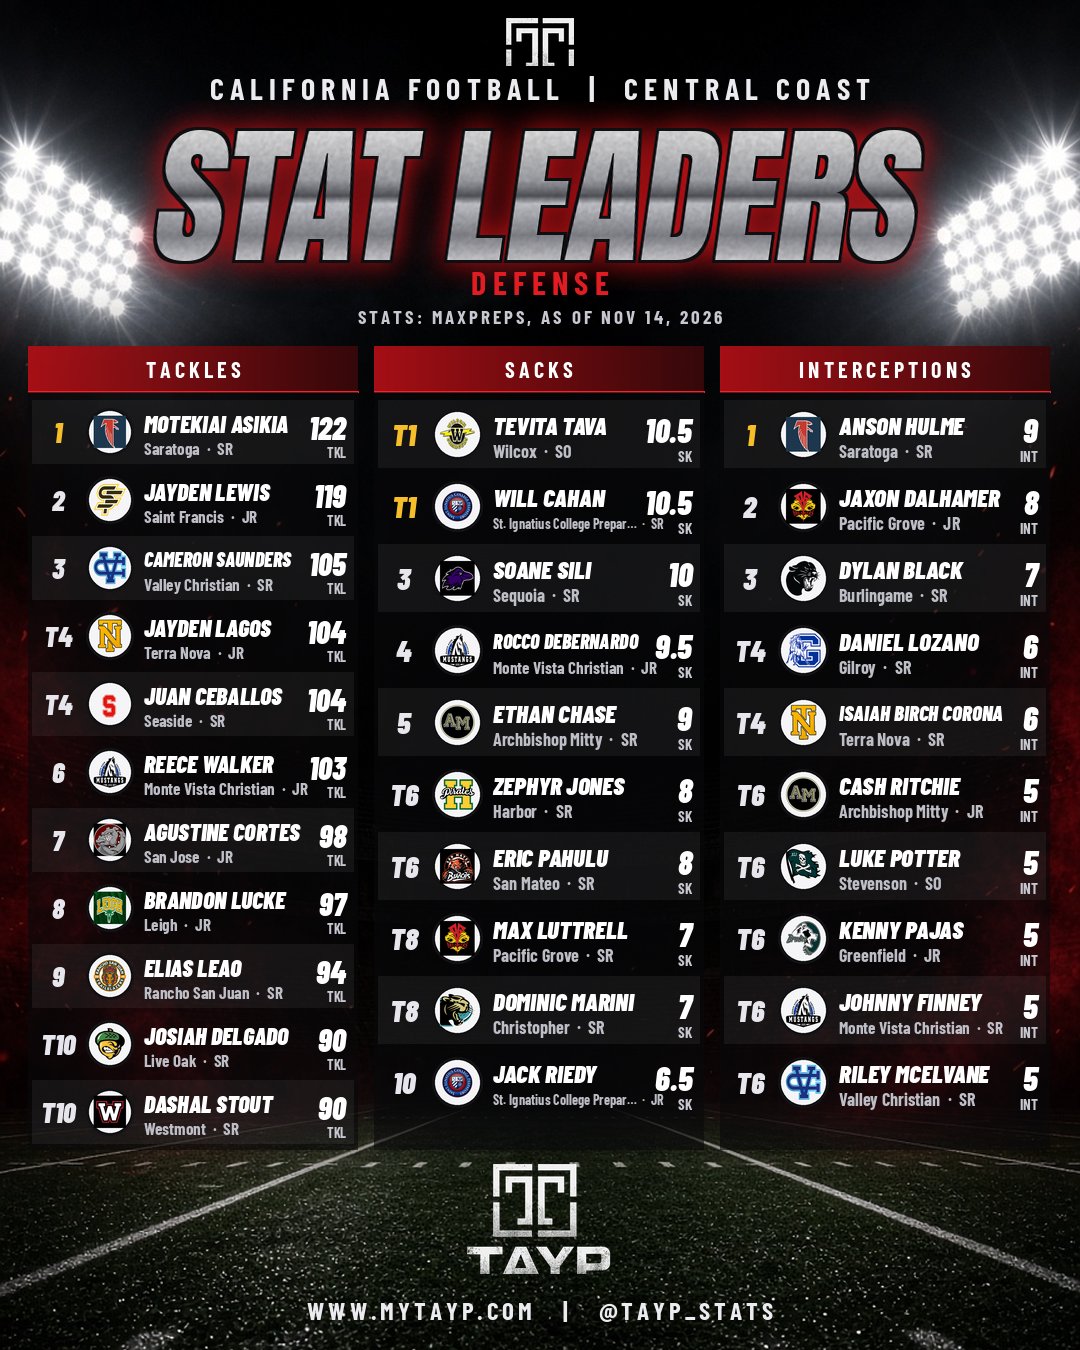 CALIFORNIA FOOTBALL | CENTRAL COAST
STAT LEADERS
DEFENSE
STATS: MAXPREPS, AS OF NOV 14, 2026
TACKLES
1 MOTEKIAI ASIKIA 122
Saratoga · SR TKL
2 JAYDEN LEWIS 119
Saint Francis · JR TKL
3 CAMERON SAUNDERS 105
Valley Christian · SR TKL
T4 JAYDEN LAGOS 104
Terra Nova · JR TKL
T4 JUAN CEBALLOS 104
Seaside · SR TKL
6 REECE WALKER 103
Monte Vista Christian · JR TKL
7 AGUSTINE CORTES 98
San Jose · JR TKL
8 BRANDON LUCKE 97
Leigh · JR TKL
9 ELIAS LEAO 94
Rancho San Juan · SR TKL
T10 JOSIAH DELGADO 90
Live Oak · SR TKL
T10 DASHAL STOUT 90
Westmont · SR TKL
SACKS
T1 TEVITA TAVA 10.5
Wilcox · SO SK
T1 WILL CAHAN 10.5
St. Ignatius College Prepar... · SR SK
3 SOANE SILI 10
Sequoia · SR SK
4 ROCCO DEBERNARDO 9.5
Monte Vista Christian · JR SK
5 ETHAN CHASE 9
Archbishop Mitty · SR SK
T6 ZEPHYR JONES 8
Harbor · SR SK
T6 ERIC PAHULU 8
San Mateo · SR SK
T8 MAX LUTTRELL 7
Pacific Grove · SR SK
T8 DOMINIC MARINI 7
Christopher · SR SK
10 JACK RIEDY 6.5
St. Ignatius College Prepar... · JR SK
INTERCEPTIONS
1 ANSON HULME 9
Saratoga · SR INT
2 JAXON DALHAMER 8
Pacific Grove · JR INT
3 DYLAN BLACK 7
Burlingame · SR INT
T4 DANIEL LOZANO 6
Gilroy · SR INT
T4 ISAIAH BIRCH CORONA 6
Terra Nova · SR INT
T6 CASH RITCHIE 5
Archbishop Mitty · JR INT
T6 LUKE POTTER 5
Stevenson · SO INT
T6 KENNY PAJAS 5
Greenfield · JR INT
T6 JOHNNY FINNEY 5
Monte Vista Christian · SR INT
T6 RILEY MCELVANE 5
Valley Christian · SR INT
TAYP
WWW.MYTAYP.COM | @TAYP_STATS